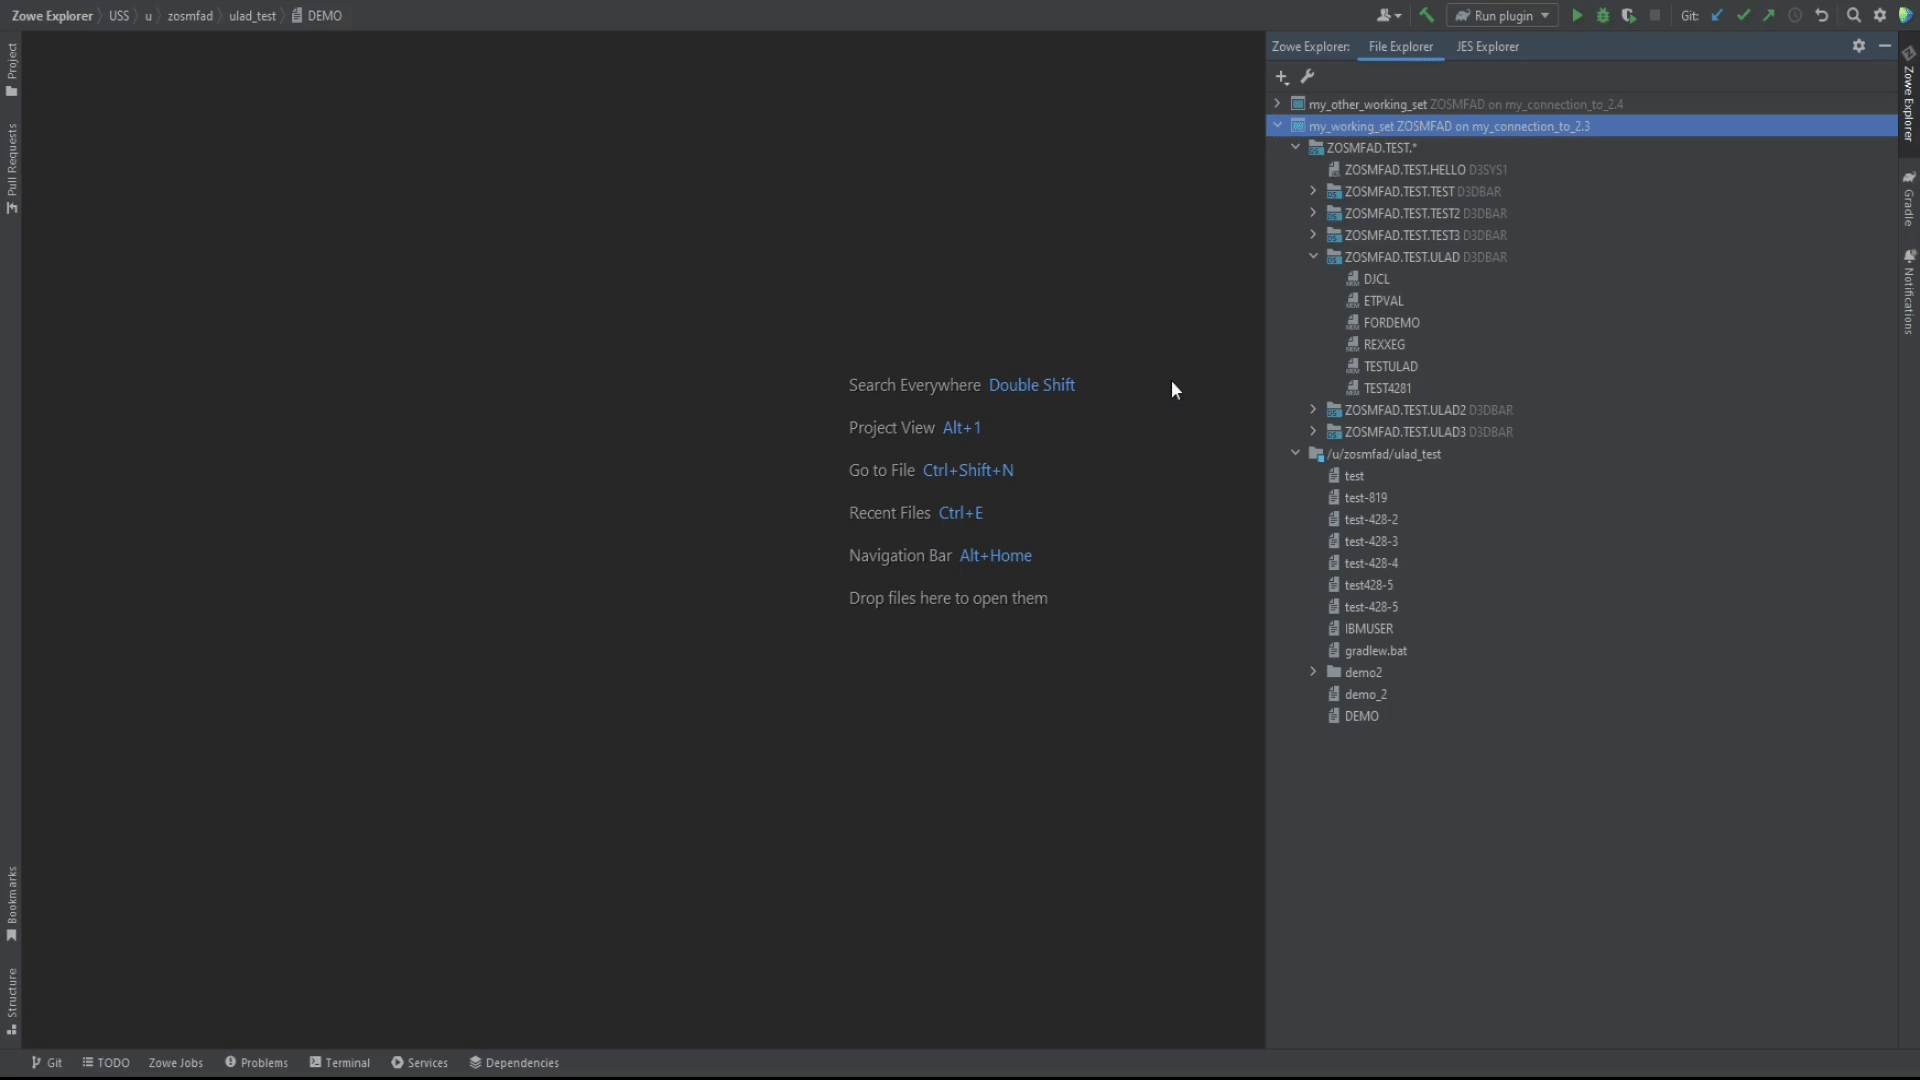 Zowe Explorer USS u zosmfad ulad_test DEMO
Run plugin
Git:
Project
Pull Requests
Bookmarks
Structure
Search Everywhere Double Shift
Project View Alt+1
Go to File Ctrl+Shift+N
Recent Files Ctrl+E
Navigation Bar Alt+Home
Drop files here to open them
Zowe Explorer: File Explorer JES Explorer
my_other_working_set ZOSMFAD on my_connection_to_2.4
my_working_set ZOSMFAD on my_connection_to_2.3
ZOSMFAD.TEST.*
ZOSMFAD.TEST.HELLO D3SYS1
ZOSMFAD.TEST.TEST D3DBAR
ZOSMFAD.TEST.TEST2 D3DBAR
ZOSMFAD.TEST.TEST3 D3DBAR
ZOSMFAD.TEST.ULAD D3DBAR
DJCL
ETPVAL
FORDEMO
REXXEG
TESTULAD
TEST4281
ZOSMFAD.TEST.ULAD2 D3DBAR
ZOSMFAD.TEST.ULAD3 D3DBAR
/u/zosmfad/ulad_test
test
test-819
test-428-2
test-428-3
test-428-4
test428-5
test-428-5
IBMUSER
gradlew.bat
demo2
demo_2
DEMO
Zowe Explorer
Gradle
Notifications
Git TODO Zowe Jobs Problems Terminal Services Dependencies